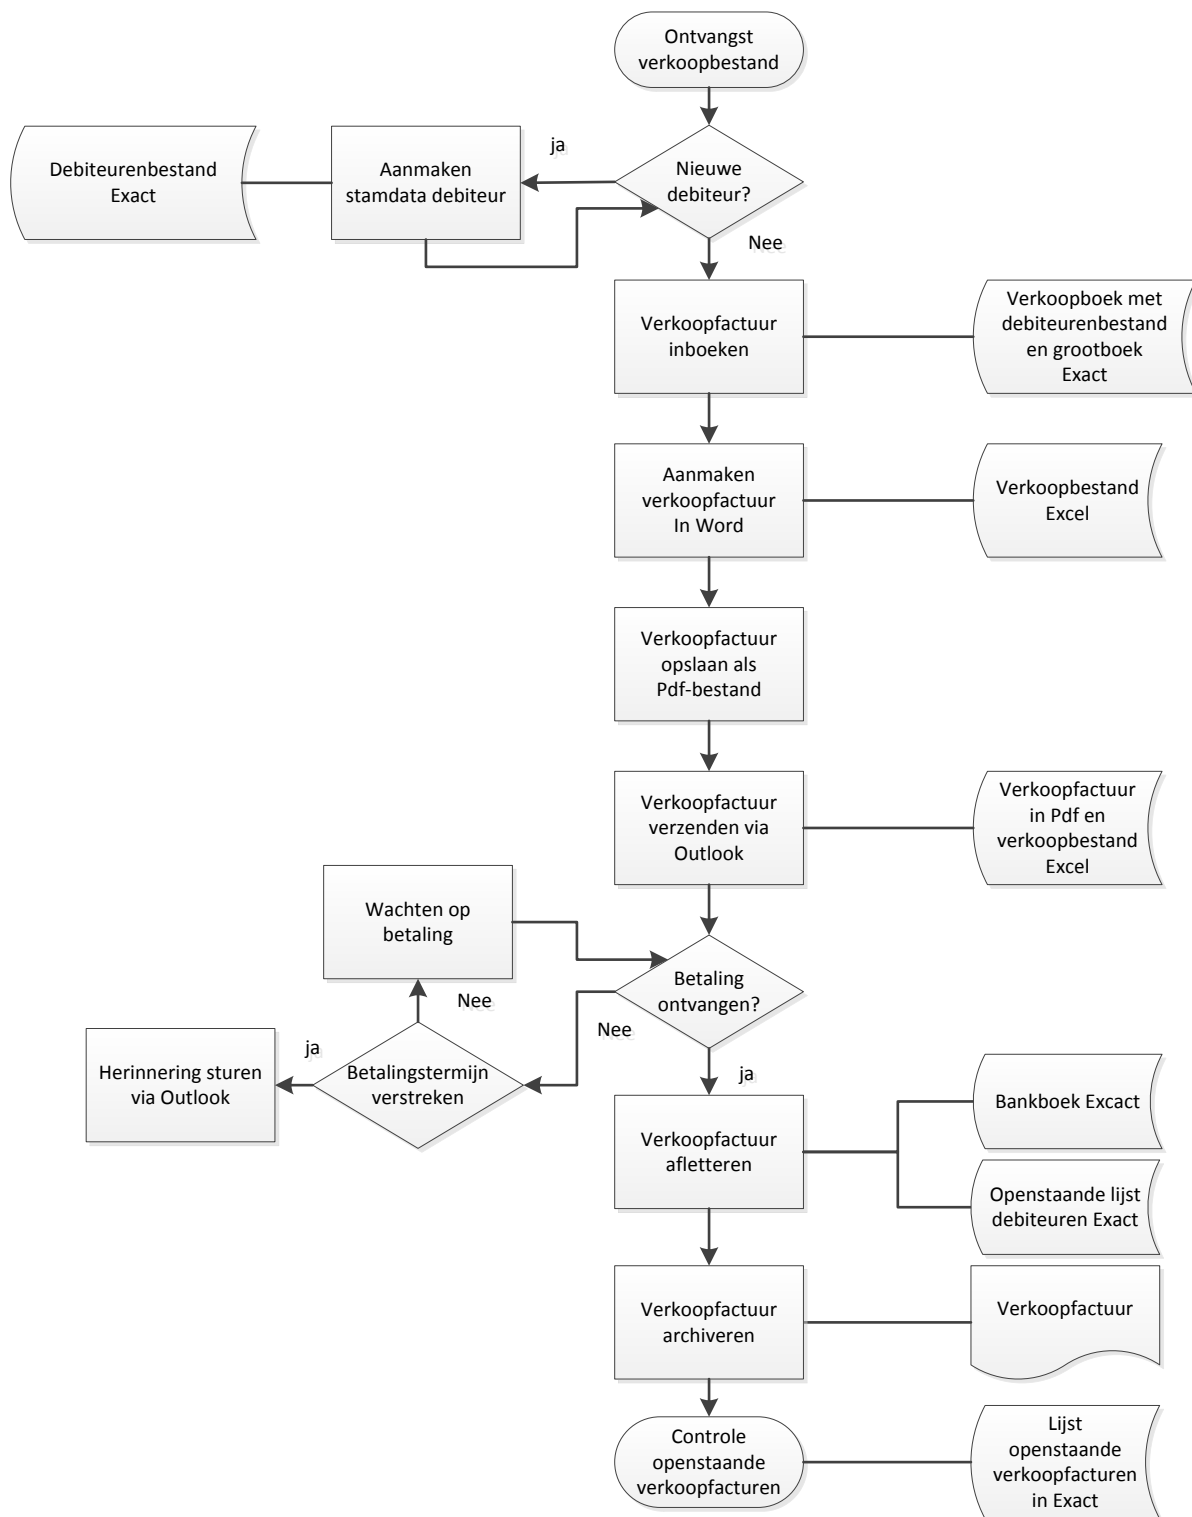 Ontvangst
verkoopbestand
Debiteurenbestand
Exact
Aanmaken
stamdata debiteur
ja
Nieuwe
debiteur?
Nee
Verkoopfactuur
inboeken
Verkoopboek met
debiteurenbestand
en grootboek
Exact
Aanmaken
verkoopfactuur
In Word
Verkoopbestand
Excel
Verkoopfactuur
opslaan als
Pdf-bestand
Verkoopfactuur
verzenden via
Outlook
Verkoopfactuur
in Pdf en
verkoopbestand
Excel
Wachten op
betaling
Betaling
ontvangen?
Nee
Nee
Herinnering sturen
via Outlook
ja
Betalingstermijn
verstreken
ja
Verkoopfactuur
afletteren
Bankboek Excact
Openstaande lijst
debiteuren Exact
Verkoopfactuur
archiveren
Verkoopfactuur
Controle
openstaande
verkoopfacturen
Lijst
openstaande
verkoopfacturen
in Exact